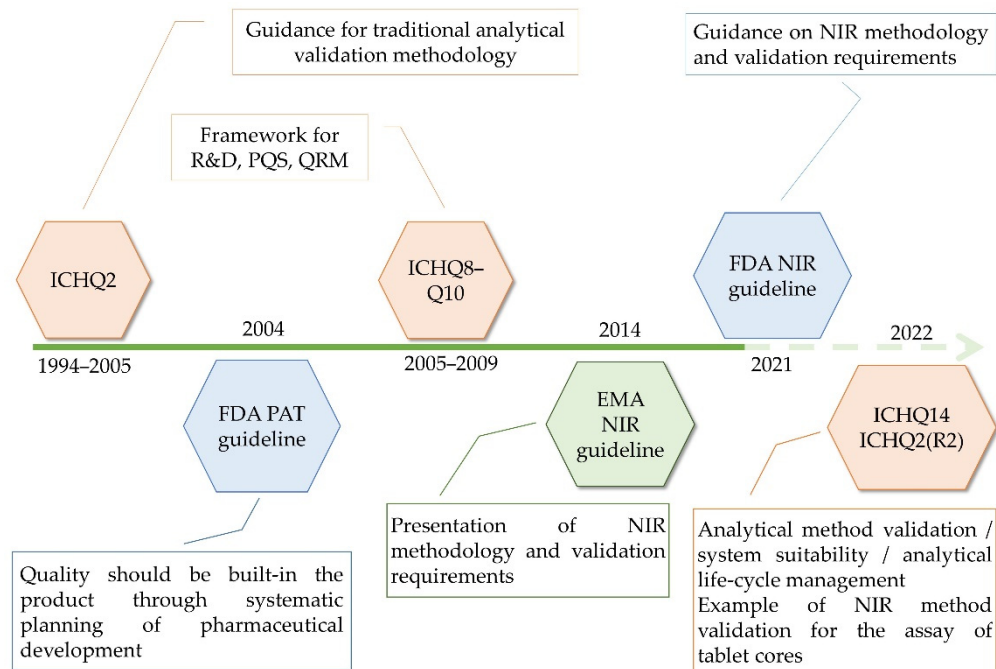 Guidance for traditional analytical
validation methodology
Guidance on NIR methodology
and validation requirements
Framework for
R&D, PQS, QRM
ICHQ2
ICHQ8–
Q10
FDA NIR
guideline
2004
2014
2022
1994–2005
2005–2009
2021
FDA PAT
guideline
EMA
NIR
guideline
ICHQ14
ICHQ2(R2)
Quality should be built-in the
product through systematic
planning of pharmaceutical
development
Presentation of NIR
methodology and validation
requirements
Analytical method validation /
system suitability / analytical
life-cycle management
Example of NIR method
validation for the assay of
tablet cores